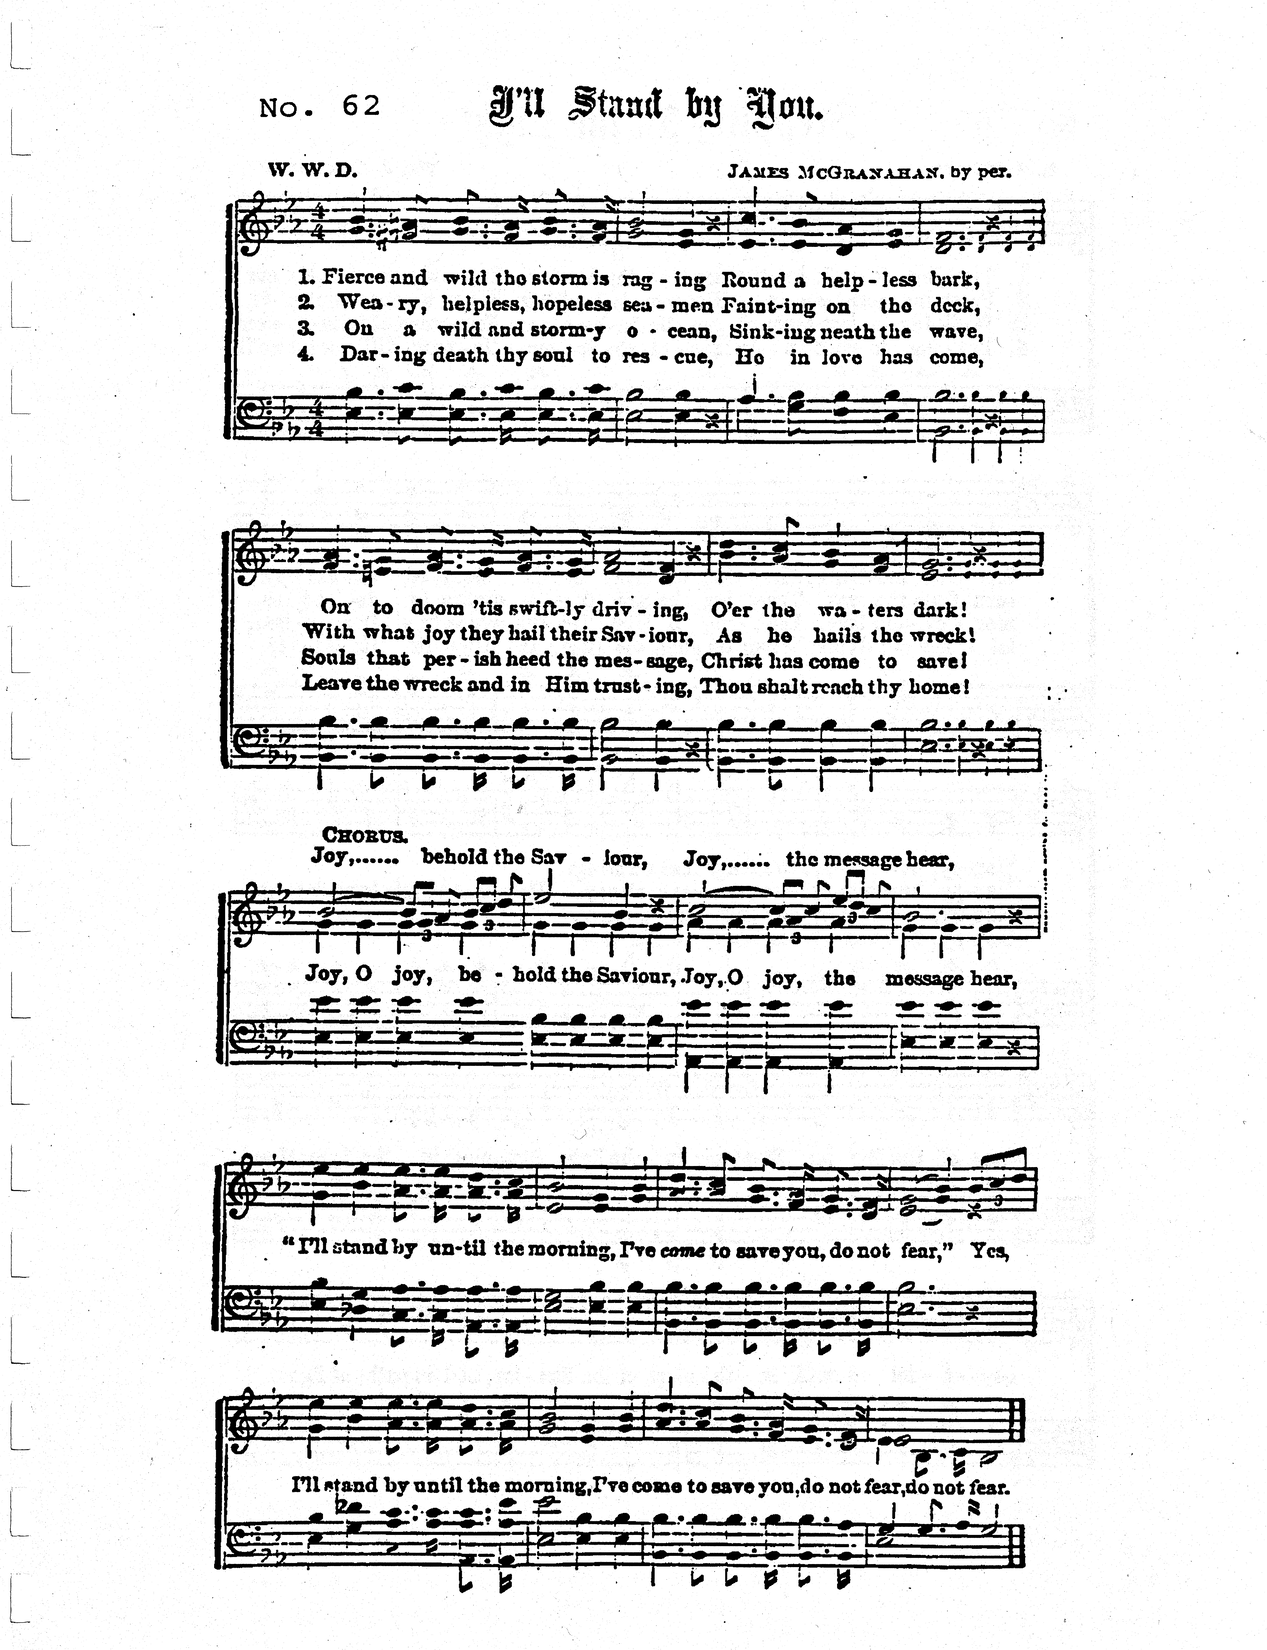 No. 62 I'll Stand by You.
W. W. D. JAMES MCGRANAHAN. by per.
1. Fierce and wild the storm is rag - ing Round a help - less bark,
2. Wea - ry, helpless, hopeless sea - men Faint-ing on the deck,
3. On a wild and storm-y o - cean, Sink-ing neath the wave,
4. Dar - ing death thy soul to res - cue, He in love has come,
On to doom 'tis swift-ly driv - ing, O'er the wa - ters dark!
With what joy they hail their Sav - iour, As he hails the wreck!
Souls that per - ish heed the mes - sage, Christ has come to save!
Leave the wreck and in Him trust - ing, Thou shalt reach thy home!
CHORUS.
Joy,...... behold the Sav - iour, Joy,...... the message hear,
Joy, O joy, be - hold the Saviour, Joy, O joy, the message hear,
"I'll stand by un-til the morning, I've come to save you, do not fear," Yes,
I'll stand by until the morning, I've come to save you, do not fear, do not fear.